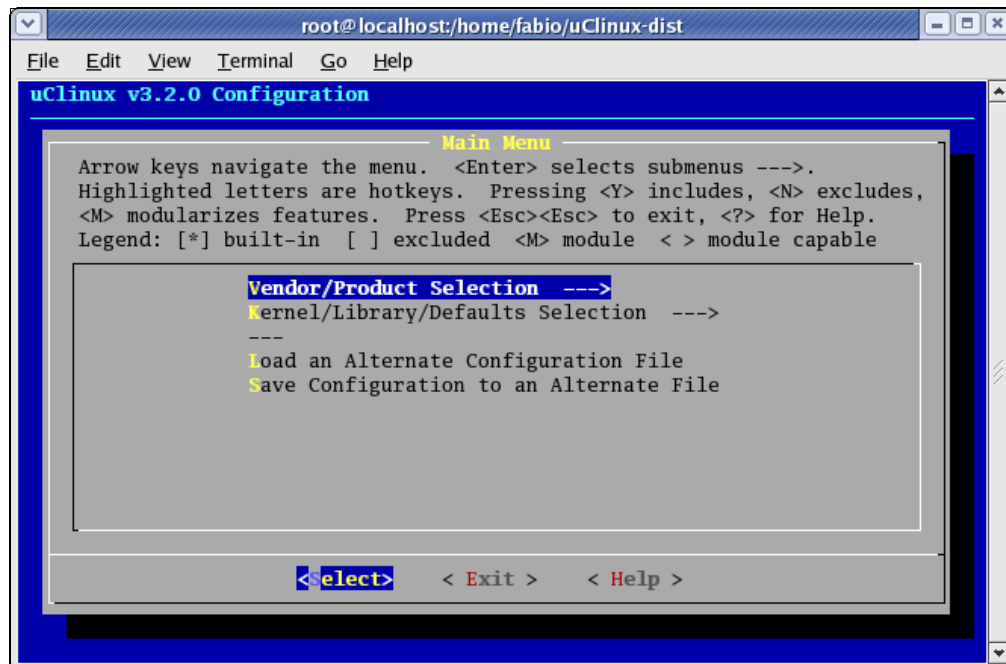 root@localhost:/home/fabio/uClinux-dist
File Edit View Terminal Go Help
uClinux v3.2.0 Configuration
Main Menu
Arrow keys navigate the menu. <Enter> selects submenus --->.
Highlighted letters are hotkeys. Pressing <Y> includes, <N> excludes,
<M> modularizes features. Press <Esc><Esc> to exit, <?> for Help.
Legend: [*] built-in [ ] excluded <M> module < > module capable
Vendor/Product Selection --->
Kernel/Library/Defaults Selection --->
---
Load an Alternate Configuration File
Save Configuration to an Alternate File
<Select> < Exit > < Help >